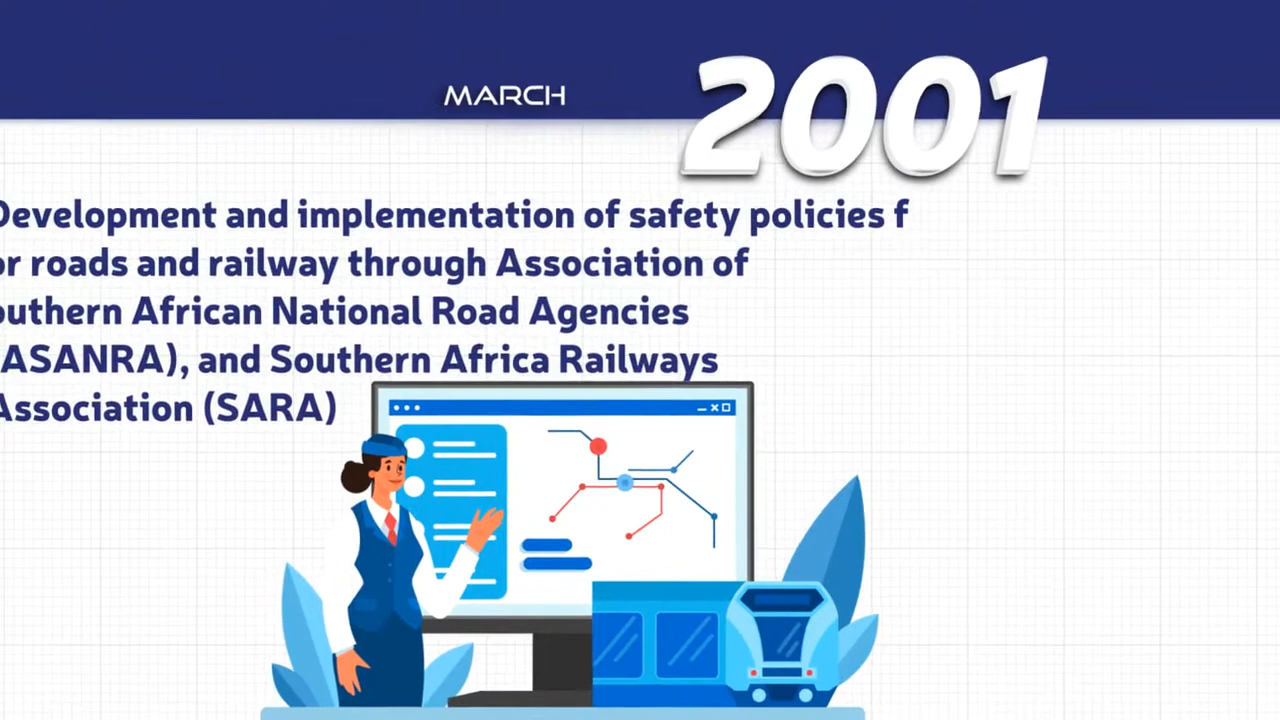 MARCH
2001
Development and implementation of safety policies f
or roads and railway through Association of
outhern African National Road Agencies
(ASANRA), and Southern Africa Railways
Association (SARA)